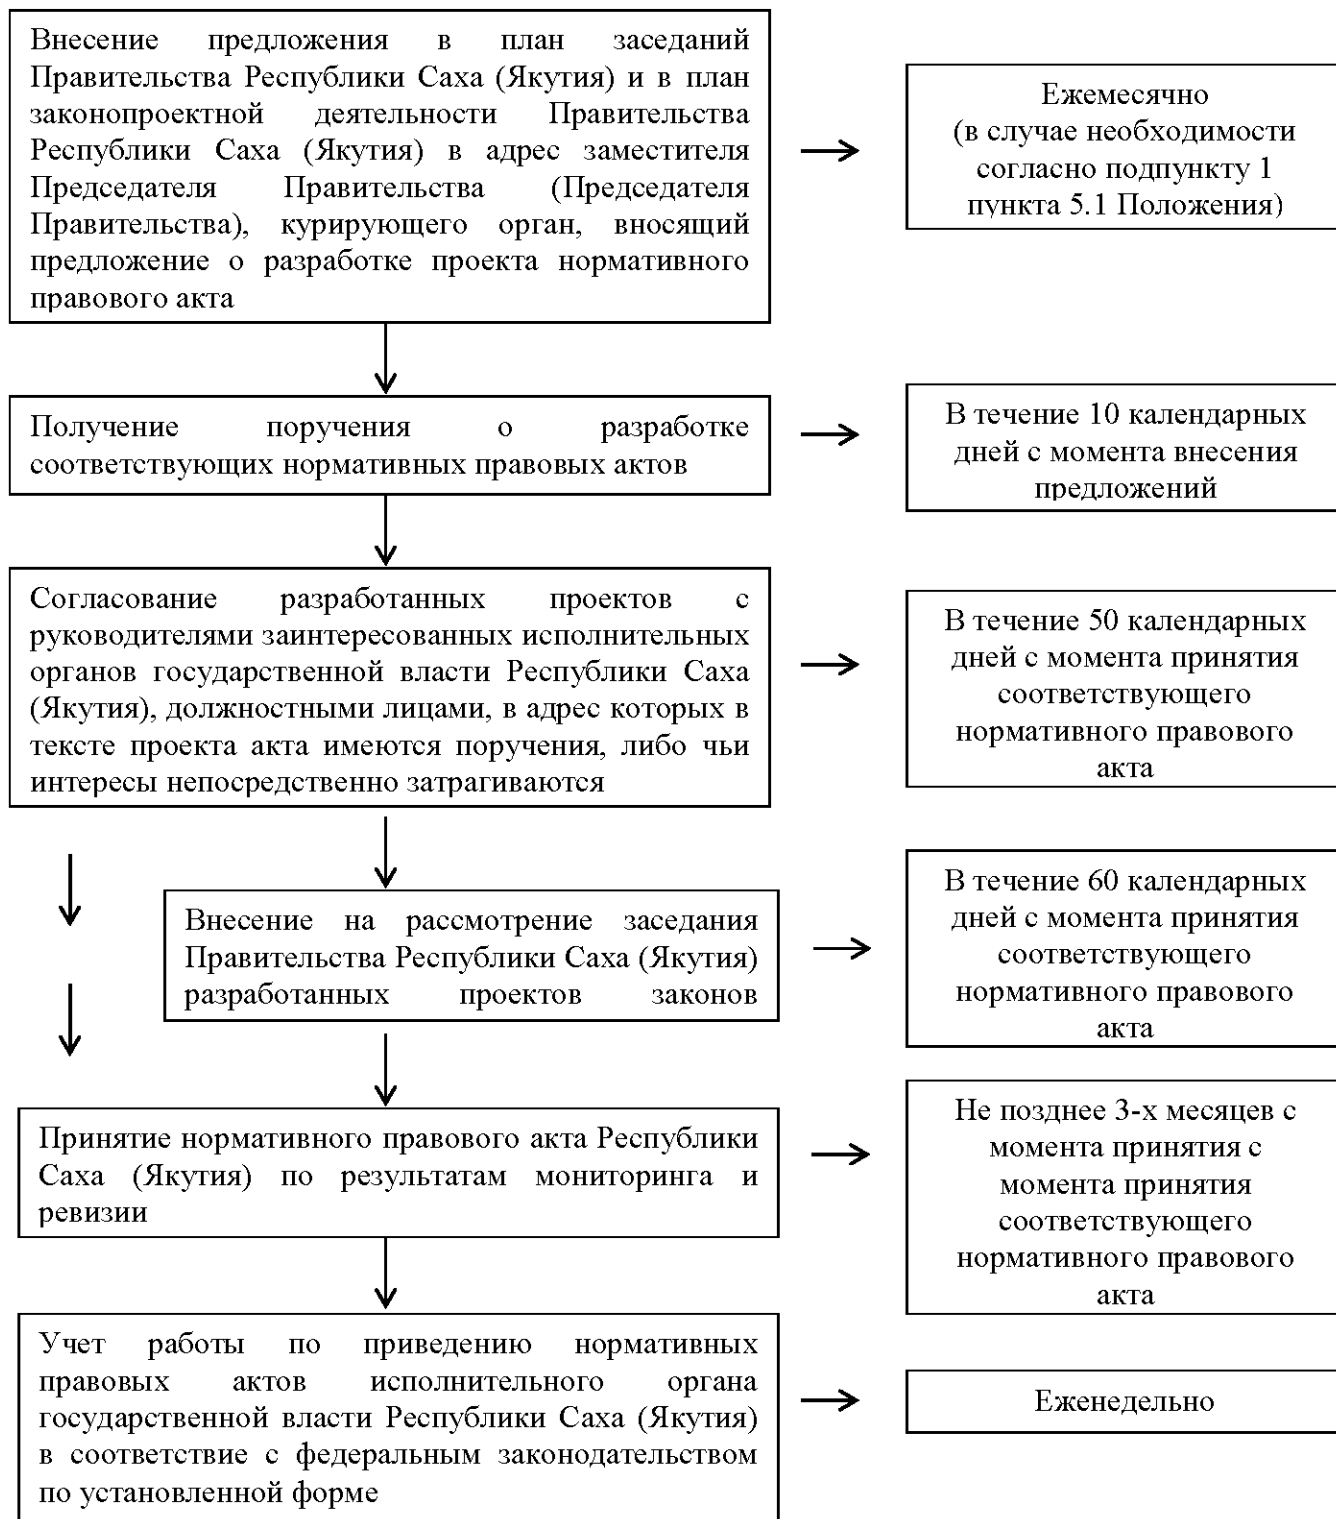 Внесение предложения в план заседаний
Правительства Республики Саха (Якутия) и в план
законопроектной деятельности Правительства
Республики Саха (Якутия) в адрес заместителя
Председателя Правительства (Председателя
Правительства), курирующего орган, вносящий
предложение о разработке проекта нормативного
правового акта
Ежемесячно
(в случае необходимости
согласно подпункту 1
пункта 5.1 Положения)
Получение поручения о разработке
соответствующих нормативных правовых актов
В течение 10 календарных
дней с момента внесения
предложений
Согласование разработанных проектов с
руководителями заинтересованных исполнительных
органов государственной власти Республики Саха
(Якутия), должностными лицами, в адрес которых в
тексте проекта акта имеются поручения, либо чьи
интересы непосредственно затрагиваются
В течение 50 календарных
дней с момента принятия
соответствующего
нормативного правового
акта
Внесение на рассмотрение заседания
Правительства Республики Саха (Якутия)
разработанных проектов законов
В течение 60 календарных
дней с момента принятия
соответствующего
нормативного правового
акта
Принятие нормативного правового акта Республики
Саха (Якутия) по результатам мониторинга и
ревизии
Не позднее 3-х месяцев с
момента принятия с
момента принятия
соответствующего
нормативного правового
акта
Учет работы по приведению нормативных
правовых актов исполнительного органа
государственной власти Республики Саха (Якутия)
в соответствие с федеральным законодательством
по установленной форме
Еженедельно